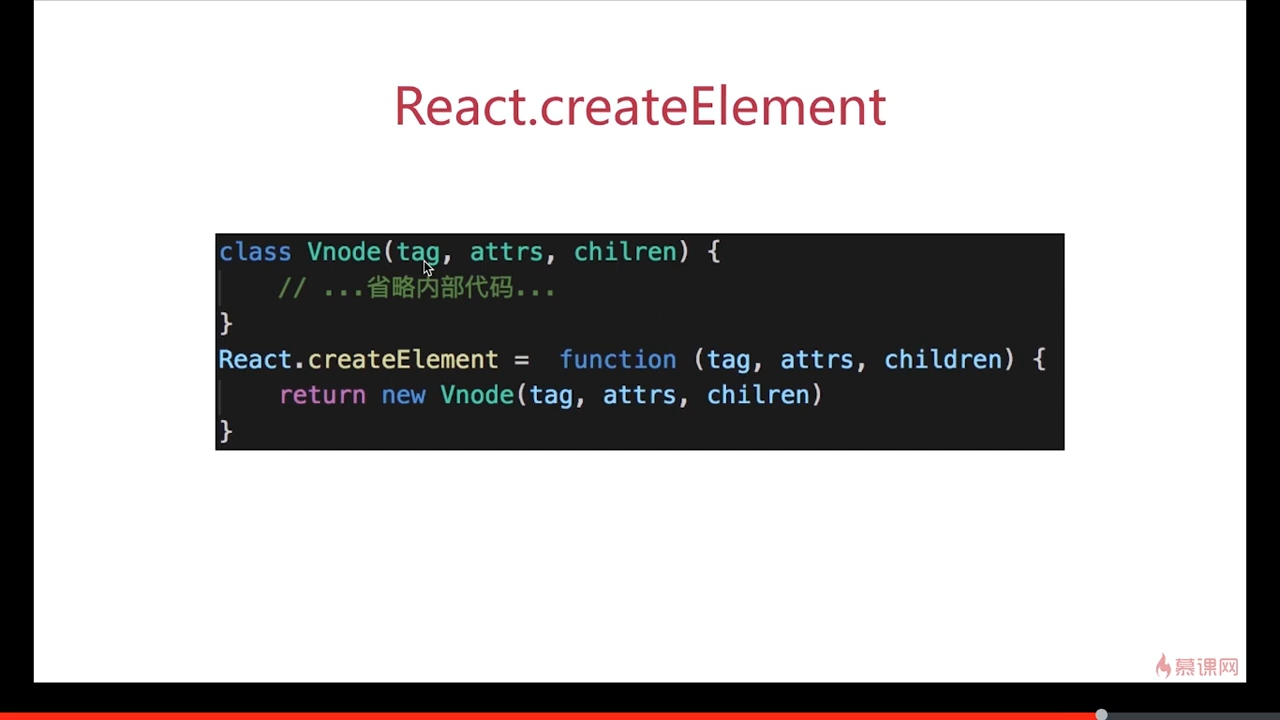 React.createElement
class Vnode(tag, attrs, chilren) {
// ...省略内部代码...
}
React.createElement =  function (tag, attrs, children) {
return new Vnode(tag, attrs, chilren)
}
慕课网